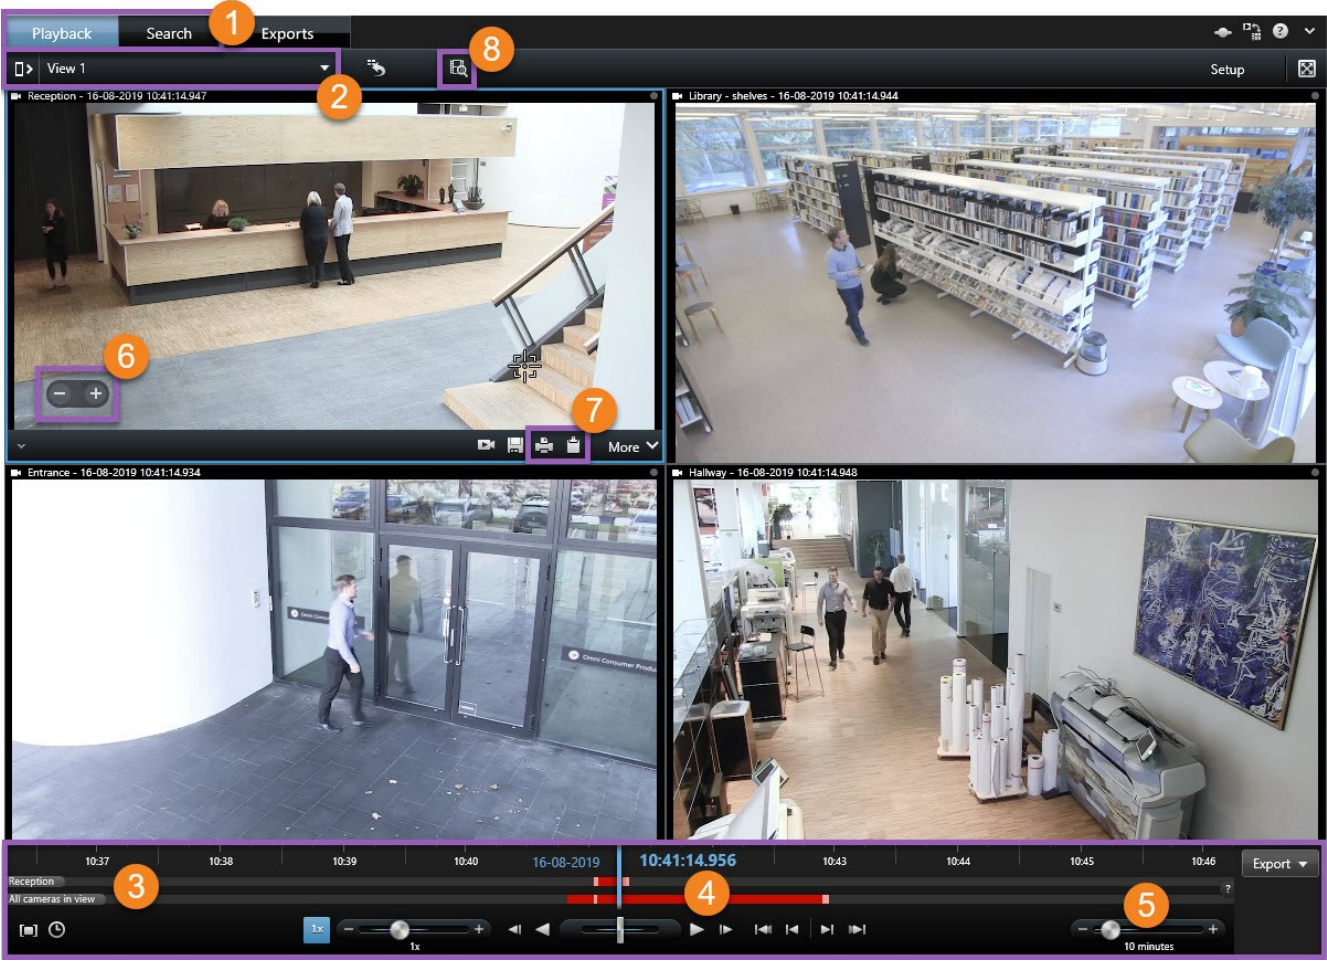 1
Playback Search Exports
8
View 1
Setup
2
Reception - 16-08-2019 10:41:14.947
Library - shelves - 16-08-2019 10:41:14.944
6
7
More
Entrance - 16-08-2019 10:41:14.934
Hallway - 16-08-2019 10:41:14.948
Omni Consumer Produ
10:37 10:38 10:39 10:40 16-08-2019 10:41:14.956 10:43 10:44 10:45 10:46
Export
Reception
3
4
?
All cameras in view
5
1x
1x
10 minutes